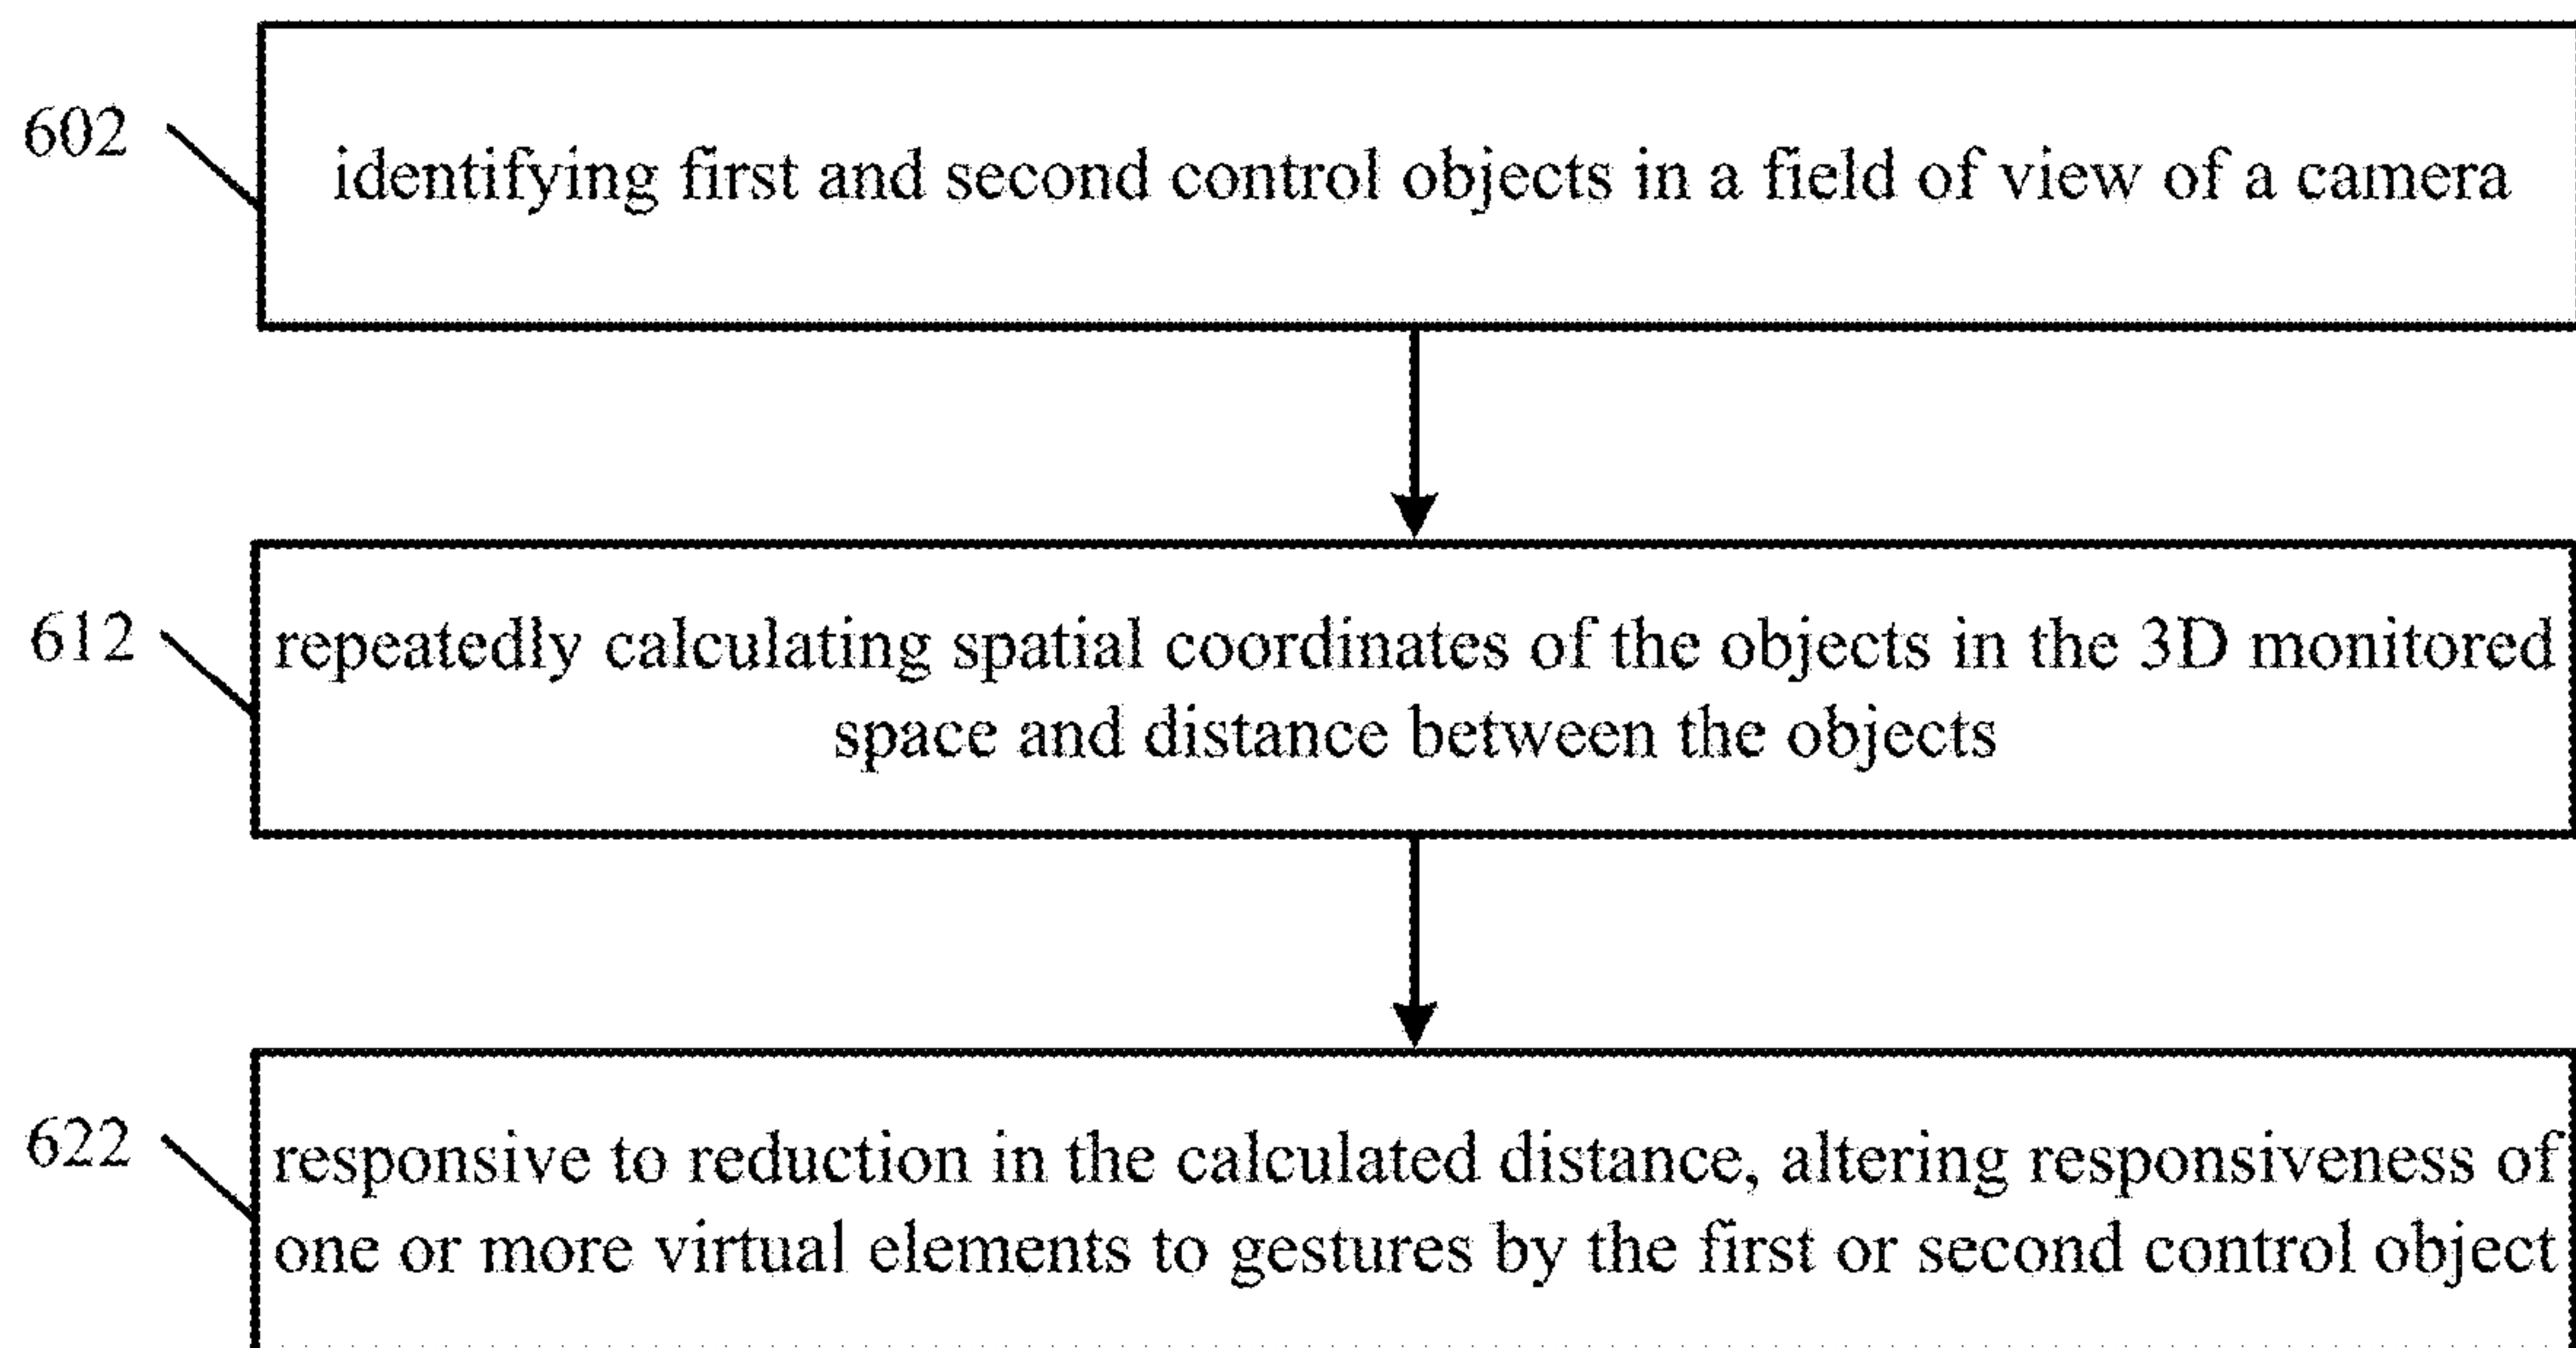 602
identifying first and second control objects in a field of view of a camera
612
repeatedly calculating spatial coordinates of the objects in the 3D monitored
space and distance between the objects
622
responsive to reduction in the calculated distance, altering responsiveness of
one or more virtual elements to gestures by the first or second control object